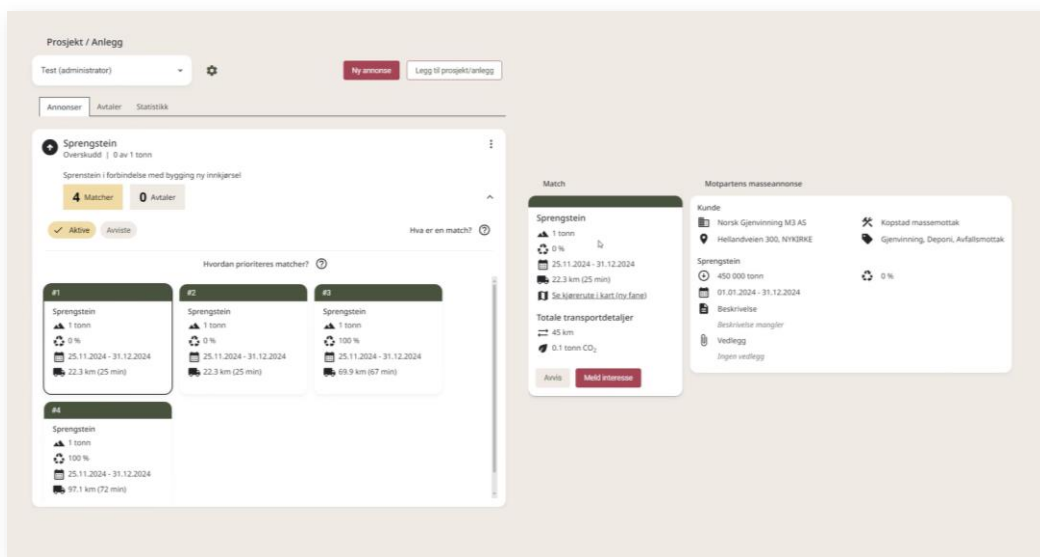 Prosjekt / Anlegg
Test (administrator)
Ny annonse
Legg til prosjekt/anlegg
Annonser
Avtaler
Statistikk
Sprengstein
Overskudd | 0 av 1 tonn
Sprenstein i forbindelse med bygging ny innkjørsel
4 Matcher
0 Avtaler
Aktive
Avviste
Hva er en match?
Hvordan prioriteres matcher?
#1
Sprengstein
1 tonn
0 %
25.11.2024 - 31.12.2024
22.3 km (25 min)
#2
Sprengstein
1 tonn
0 %
25.11.2024 - 31.12.2024
22.3 km (25 min)
#3
Sprengstein
1 tonn
100 %
25.11.2024 - 31.12.2024
69.9 km (67 min)
#4
Sprengstein
1 tonn
100 %
25.11.2024 - 31.12.2024
97.1 km (72 min)
Match
Sprengstein
1 tonn
0 %
25.11.2024 - 31.12.2024
22.3 km (25 min)
Se kjørerute i kart (ny fane)
Totale transportdetaljer
45 km
0.1 tonn CO₂
Avvis
Meld interesse
Motpartens masseannonse
Kunde
Norsk Gjenvinning M3 AS
Kopstad massemottak
Hellandveien 300, NYKIRKE
Gjenvinning, Deponi, Avfallsmottak
Sprengstein
450 000 tonn
0 %
01.01.2024 - 31.12.2024
Beskrivelse
Beskrivelse mangler
Vedlegg
Ingen vedlegg